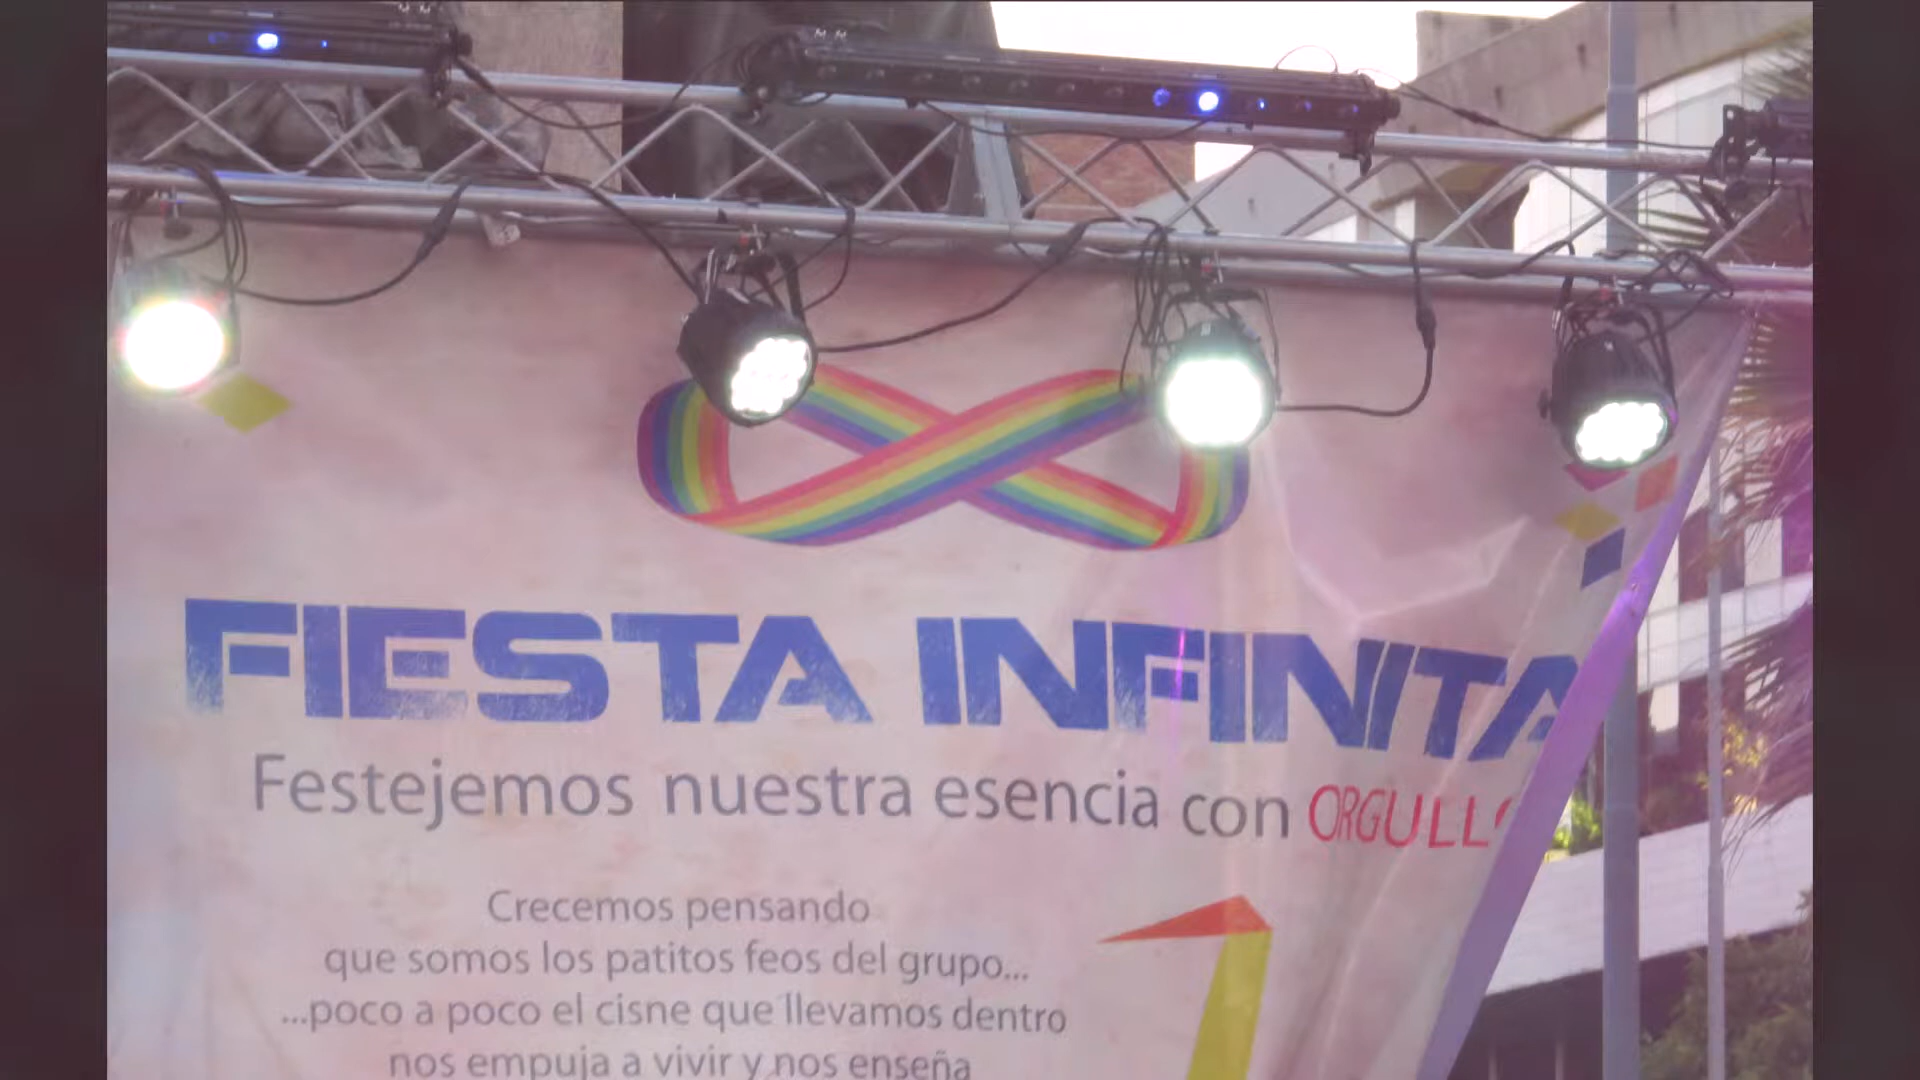 FIESTA INFINITA
Festejemos nuestra esencia con ORGULLO
Crecemos pensando
que somos los patitos feos del grupo...
...poco a poco el cisne que llevamos dentro
nos empuja a vivir y nos enseña